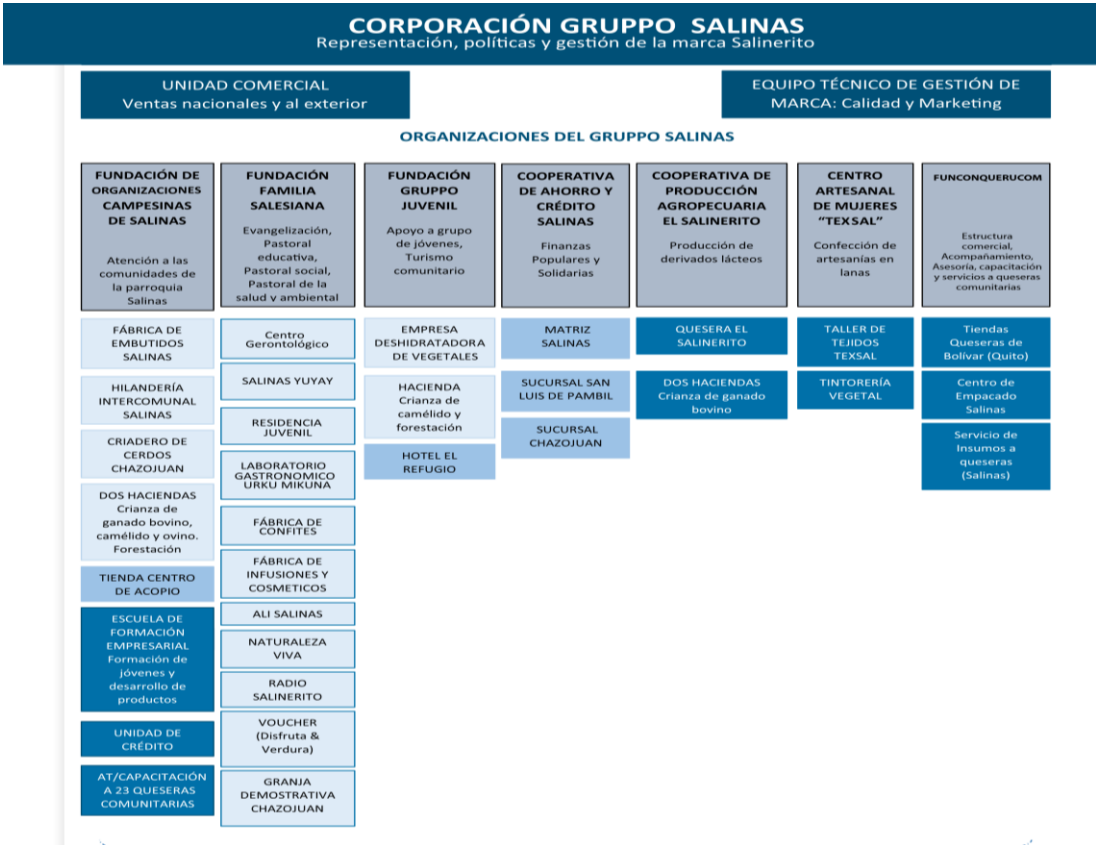 CORPORACIÓN GRUPPO SALINAS
Representación, políticas y gestión de la marca Salinerito
UNIDAD COMERCIAL
Ventas nacionales y al exterior
EQUIPO TÉCNICO DE GESTIÓN DE
MARCA: Calidad y Marketing
ORGANIZACIONES DEL GRUPPO SALINAS
FUNDACIÓN DE
ORGANIZACIONES
CAMPESINAS
DE SALINAS
Atención a las
comunidades de
la parroquia
Salinas
FÁBRICA DE
EMBUTIDOS
SALINAS
HILANDERÍA
INTERCOMUNAL
SALINAS
CRIADERO DE
CERDOS
CHAZOJUAN
DOS HACIENDAS
Crianza de
ganado bovino,
camélido y ovino.
Forestación
TIENDA CENTRO
DE ACOPIO
ESCUELA DE
FORMACIÓN
EMPRESARIAL
Formación de
jóvenes y
desarrollo de
productos
UNIDAD DE
CRÉDITO
AT/CAPACITACIÓN
A 23 QUESERAS
COMUNITARIAS
FUNDACIÓN
FAMILIA
SALESIANA
Evangelización,
Pastoral
educativa,
Pastoral social,
Pastoral de la
salud y ambiental
Centro
Gerontológico
SALINAS YUYAY
RESIDENCIA
JUVENIL
LABORATORIO
GASTRONOMICO
URKU MIKUNA
FÁBRICA DE
CONFITES
FÁBRICA DE
INFUSIONES Y
COSMETICOS
ALI SALINAS
NATURALEZA
VIVA
RADIO
SALINERITO
VOUCHER
(Disfruta &
Verdura)
GRANJA
DEMOSTRATIVA
CHAZOJUAN
FUNDACIÓN
GRUPPO
JUVENIL
Apoyo a grupo
de jóvenes,
Turismo
comunitario
EMPRESA
DESHIDRATADORA
DE VEGETALES
HACIENDA
Crianza de
camélido y
forestación
HOTEL EL
REFUGIO
COOPERATIVA
DE AHORRO Y
CRÉDITO
SALINAS
Finanzas
Populares y
Solidarias
MATRIZ
SALINAS
SUCURSAL SAN
LUIS DE PAMBIL
SUCURSAL
CHAZOJUAN
COOPERATIVA DE
PRODUCCIÓN
AGROPECUARIA
EL SALINERITO
Producción de
derivados lácteos
QUESERA EL
SALINERITO
DOS HACIENDAS
Crianza de ganado
bovino
CENTRO
ARTESANAL
DE MUJERES
“TEXSAL”
Confección de
artesanías en
lanas
TALLER DE
TEJIDOS
TEXSAL
TINTORERÍA
VEGETAL
FUNCONQUERUCOM
Estructura
comercial,
Acompañamiento,
Asesoría, capacitación
y servicios a queseras
comunitarias
Tiendas
Queseras de
Bolívar (Quito)
Centro de
Empacado
Salinas
Servicio de
Insumos a
queseras
(Salinas)